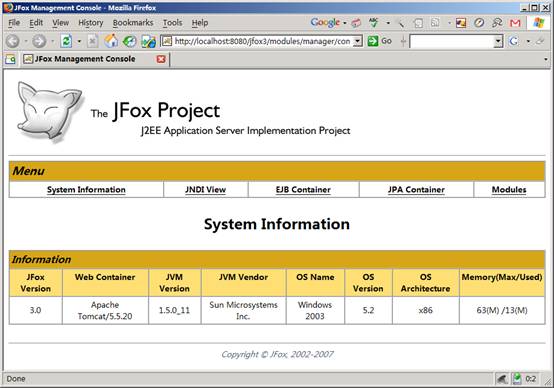 JFox Management Console - Mozilla Firefox
File Edit View History Bookmarks Tools Help
Google
http://localhost:8080/jfox3/modules/manager/con
Go
JFox Management Console
The JFox Project
J2EE Application Server Implementation Project
Menu
System Information JNDI View EJB Container JPA Container Modules
System Information
Information
JFox Version Web Container JVM Version JVM Vendor OS Name OS Version OS Architecture Memory(Max/Used)
3.0 Apache Tomcat/5.5.20 1.5.0_11 Sun Microsystems Inc. Windows 2003 5.2 x86 63(M) /13(M)
Copyright © JFox, 2002-2007
Done 0:2